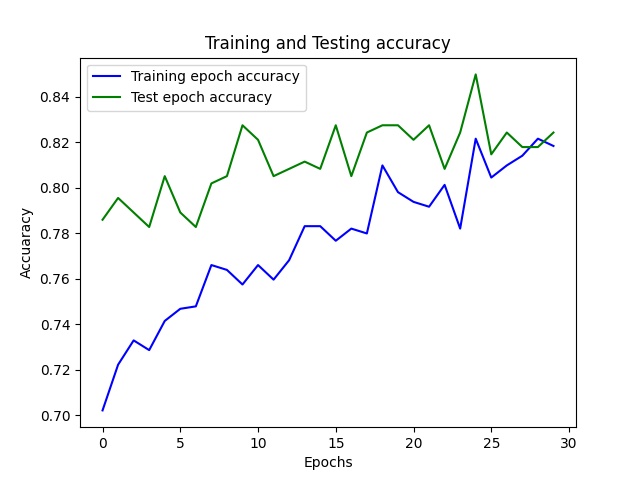 Training and Testing accuracy
Training epoch accuracy
Test epoch accuracy
0.84
0.82
0.80
0.78
0.76
0.74
0.72
0.70
Accuaracy
0 5 10 15 20 25 30
Epochs